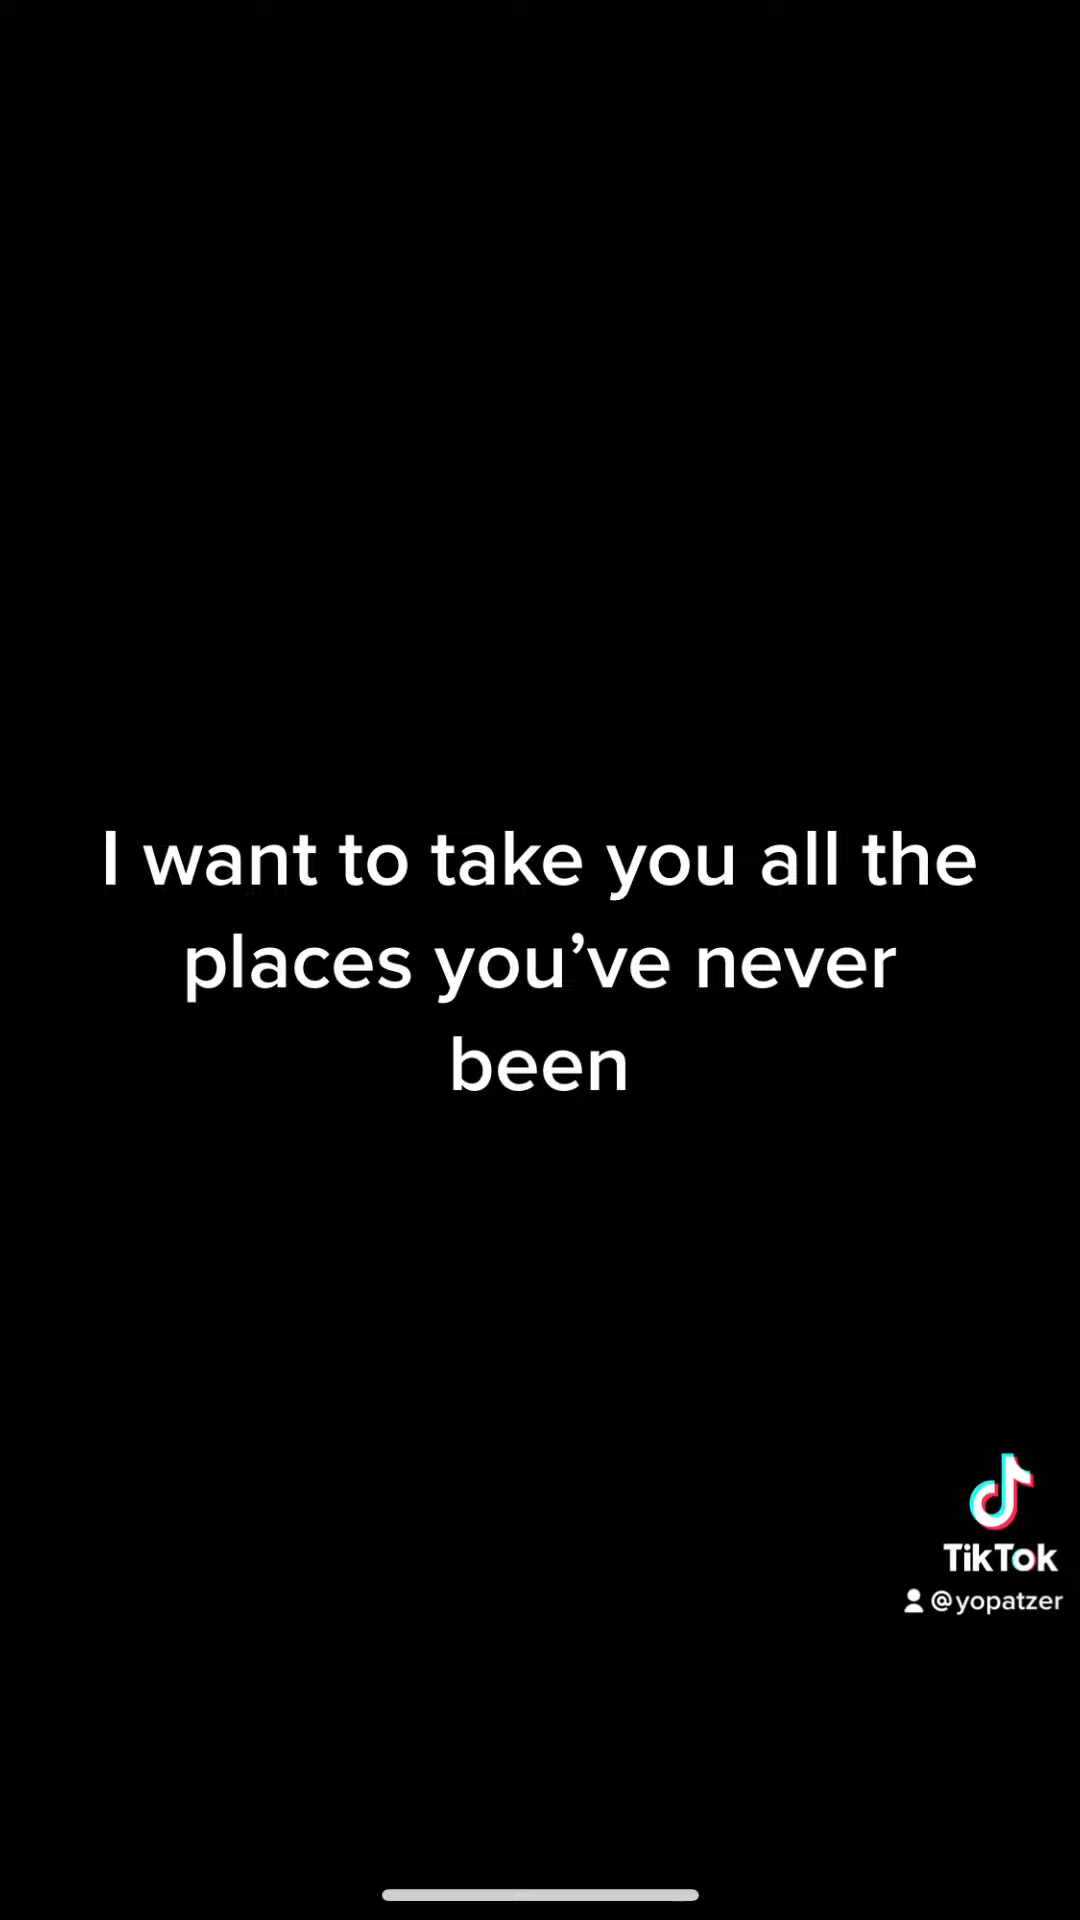 I want to take you all the
places you’ve never
been
TikTok
@yopatzer